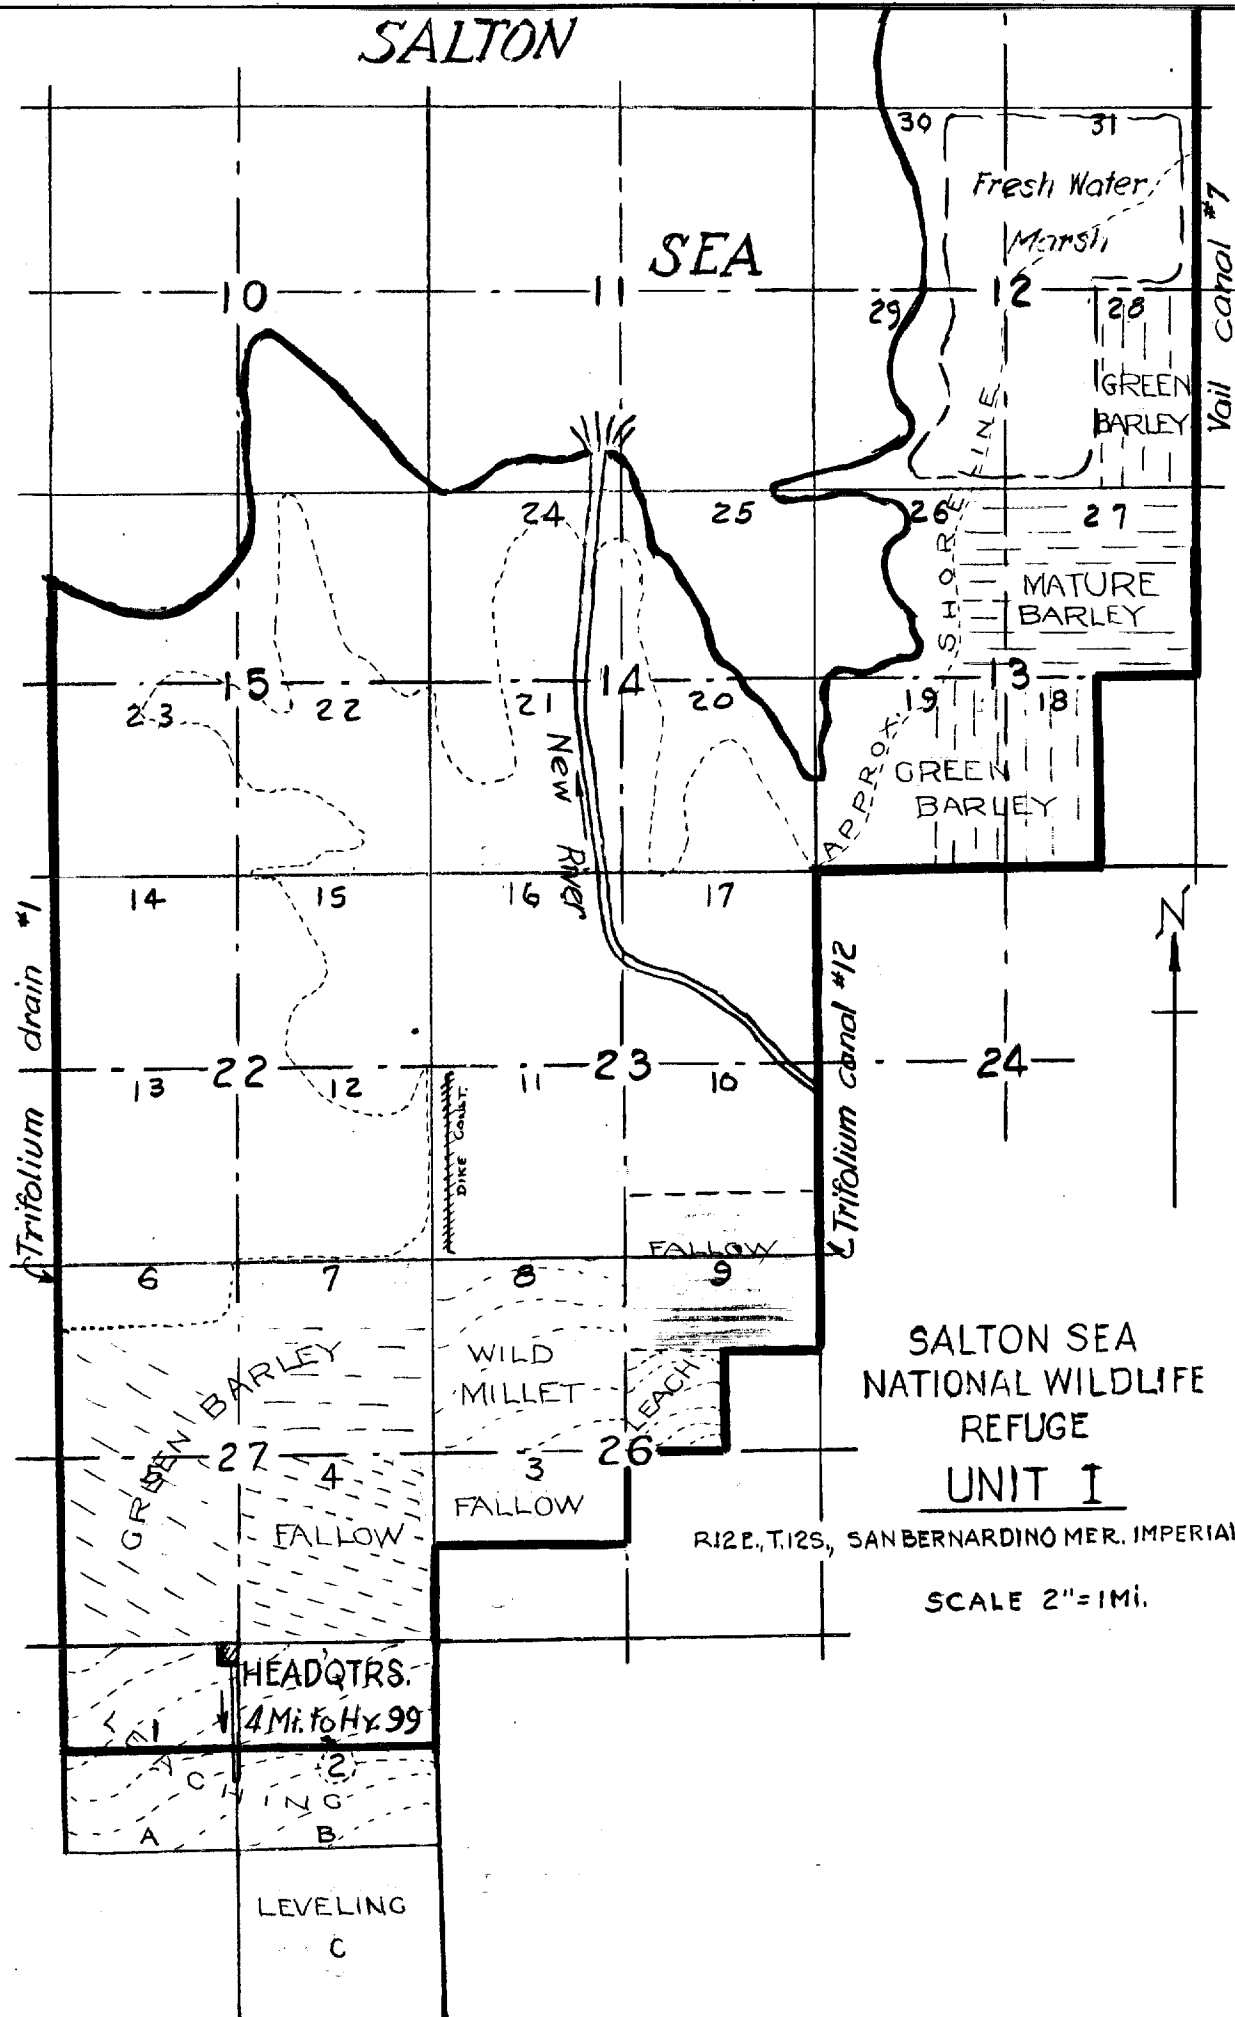 SALTON
SEA
30
31
Fresh Water
Marsh
Vail canal #7
10
11
12
29
28
GREEN
BARLEY
24
25
26
27
MATURE
BARLEY
APPROX. SHORE LINE
15
14
13
23
22
21
20
19
18
New River
GREEN
BARLEY
14
15
16
17
N
Trifolium drain #1
Trifolium canal #12
22
23
24
13
12
11
10
DIKE CONST.
FALLOW
6
7
8
9
GREEN BARLEY
WILD
MILLET
LEACH
27
26
5
4
3
FALLOW
FALLOW
SALTON SEA
NATIONAL WILDLIFE
REFUGE
UNIT I
R12E., T.12S., SAN BERNARDINO MER. IMPERIAL
SCALE 2"=1Mi.
HEADQTRS.
4 Mi. to Hy. 99
1
2
LEACHING
A
B
LEVELING
C